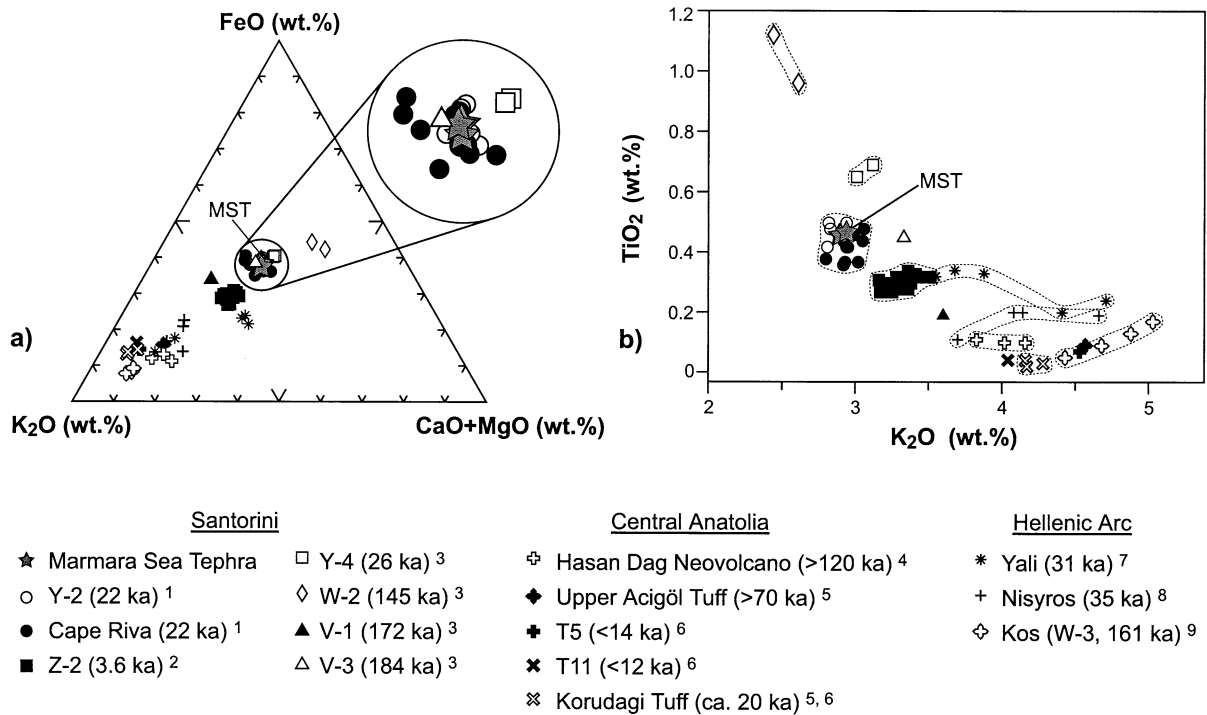 FeO (wt.%)
MST
a)
K2O (wt.%)
CaO+MgO (wt.%)
1.2
1.0
0.8
0.6
0.4
0.2
0
TiO2 (wt.%)
MST
b)
2
3
4
5
K2O (wt.%)
Santorini
Marmara Sea Tephra
Y-2 (22 ka) 1
Cape Riva (22 ka) 1
Z-2 (3.6 ka) 2
Y-4 (26 ka) 3
W-2 (145 ka) 3
V-1 (172 ka) 3
V-3 (184 ka) 3
Central Anatolia
Hasan Dag Neovolcano (>120 ka) 4
Upper Acigöl Tuff (>70 ka) 5
T5 (<14 ka) 6
T11 (<12 ka) 6
Korudagi Tuff (ca. 20 ka) 5, 6
Hellenic Arc
Yali (31 ka) 7
Nisyros (35 ka) 8
Kos (W-3, 161 ka) 9